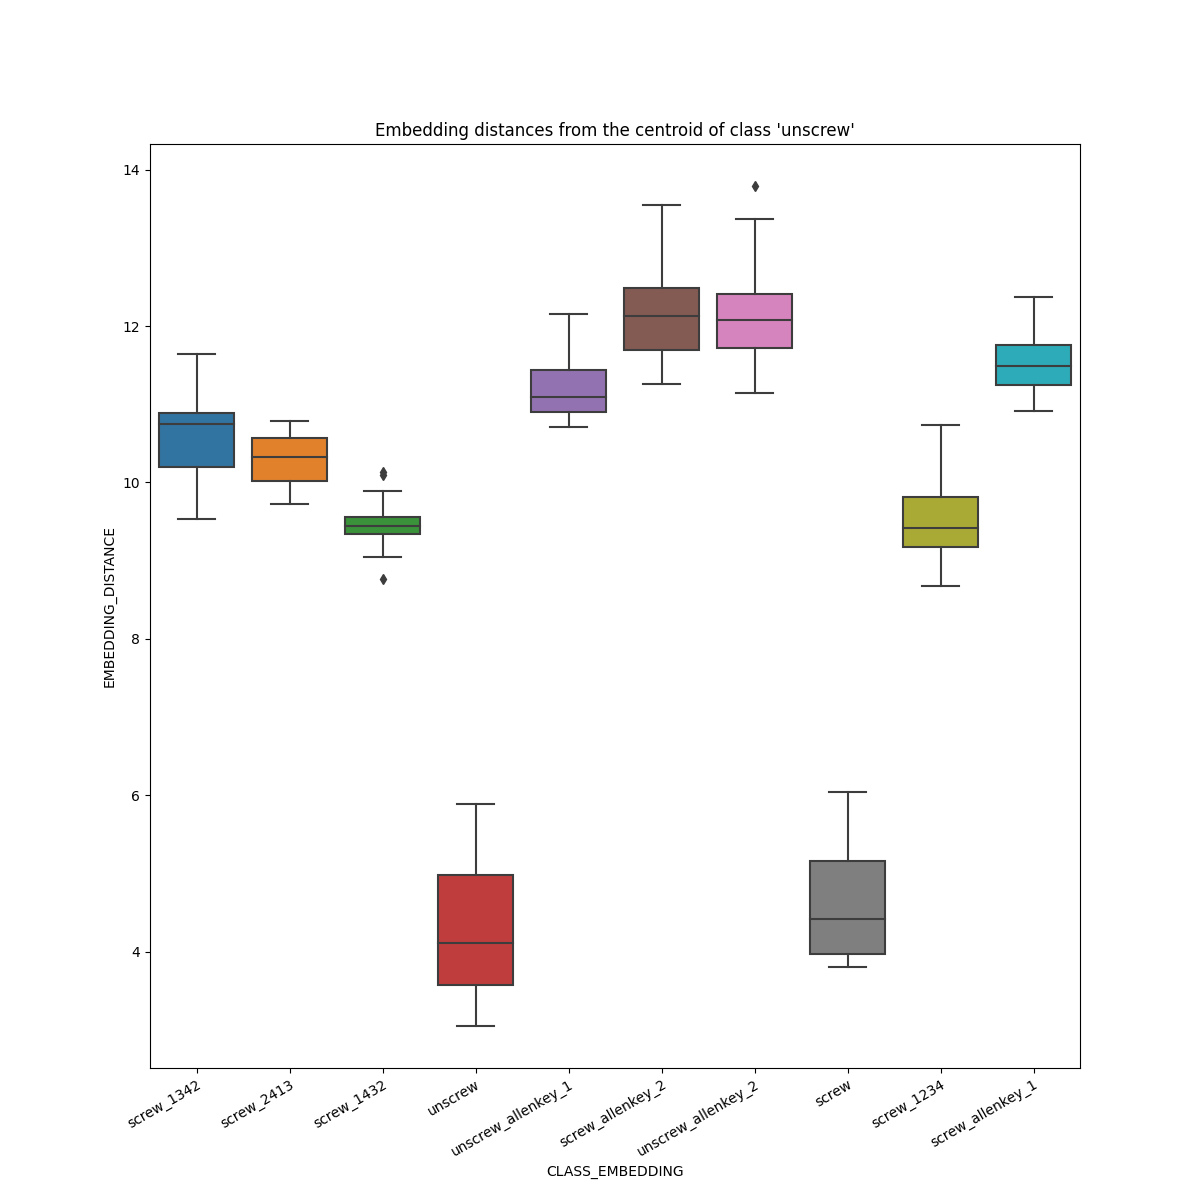 Embedding distances from the centroid of class 'unscrew'
14
12
10
8
6
4
EMBEDDING_DISTANCE
screw_1342
screw_2413
screw_1432
unscrew
unscrew_allenkey_1
screw_allenkey_2
unscrew_allenkey_2
screw
screw_1234
screw_allenkey_1
CLASS_EMBEDDING